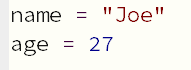 name = "Joe"
age = 27